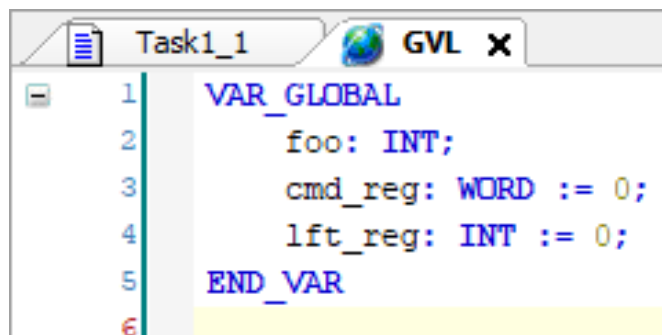 Task1_1 GVL
1 VAR_GLOBAL
2 foo: INT;
3 cmd_reg: WORD := 0;
4 lft_reg: INT := 0;
5 END_VAR
6